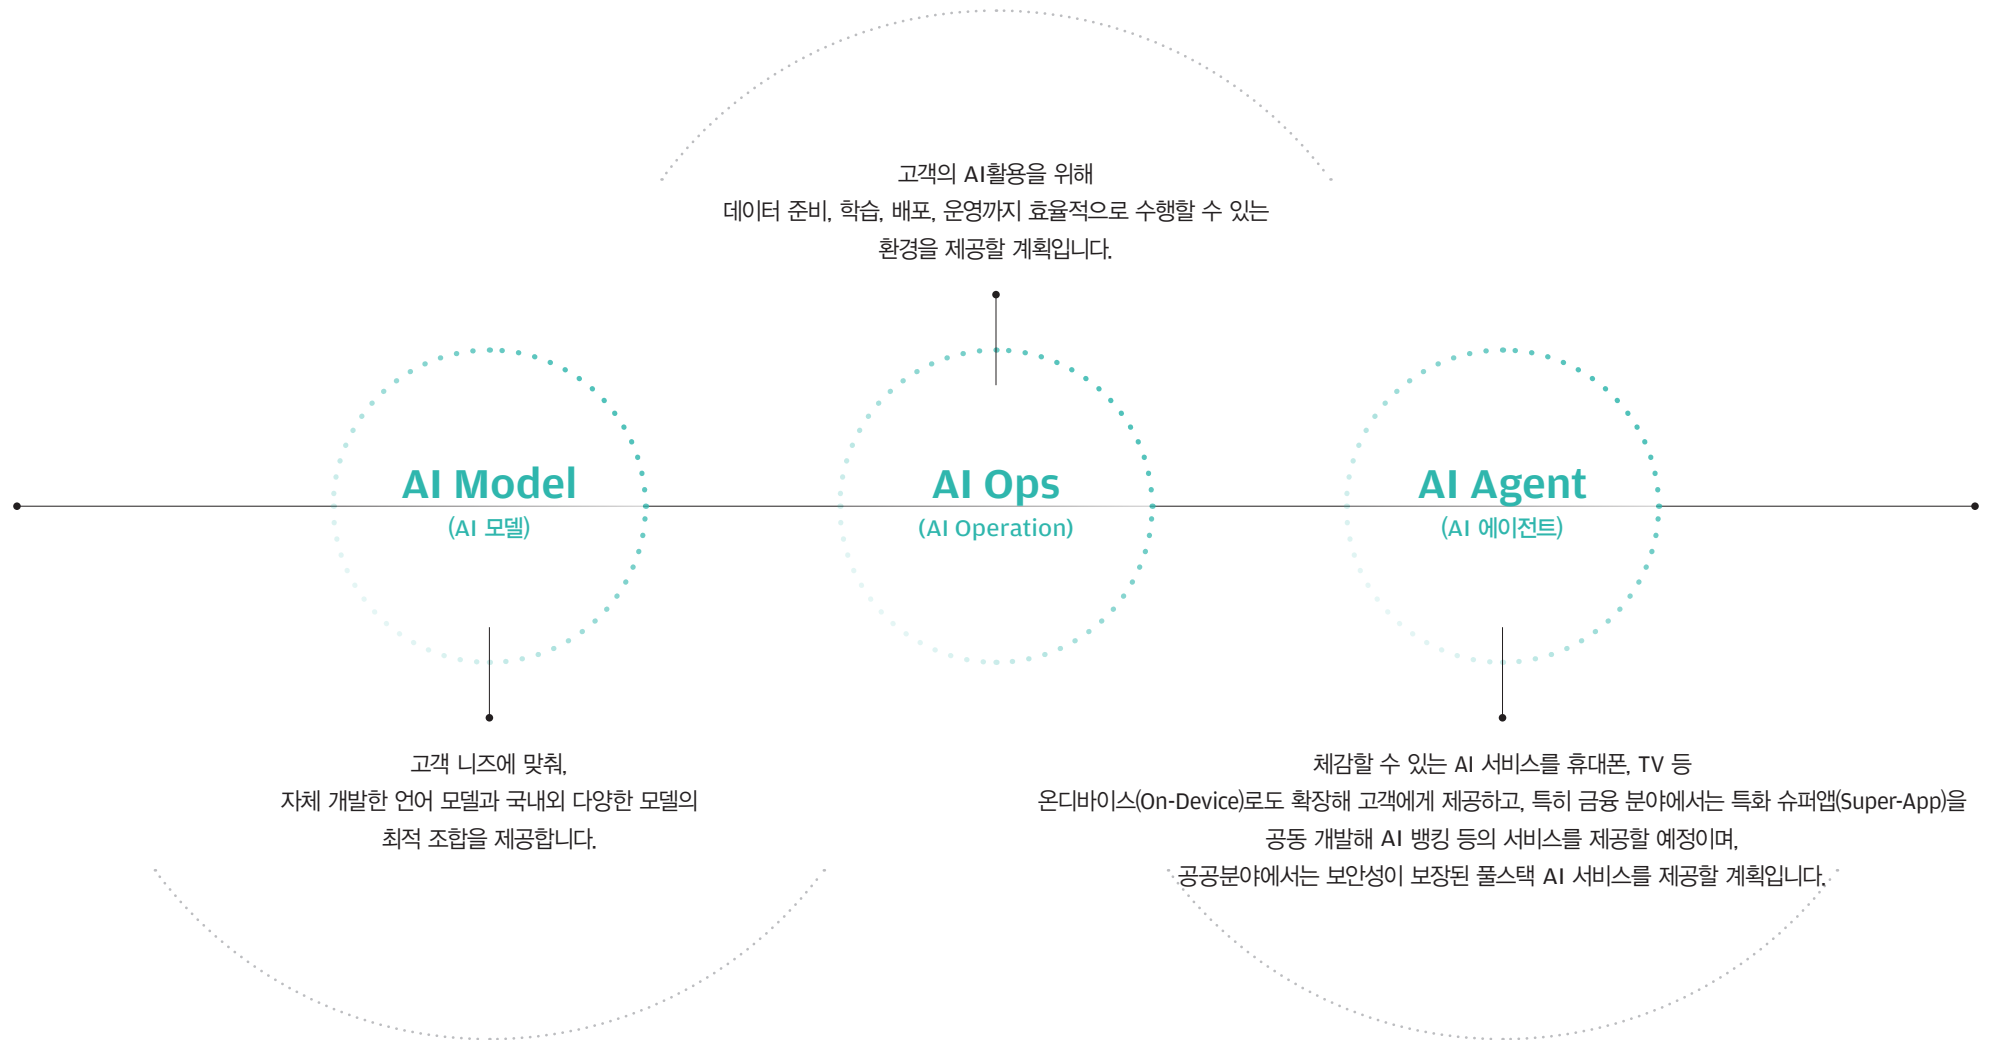 고객의 AI활용을 위해
데이터 준비, 학습, 배포, 운영까지 효율적으로 수행할 수 있는
환경을 제공할 계획입니다.
AI Model
(AI 모델)
AI Ops
(AI Operation)
AI Agent
(AI 에이전트)
고객 니즈에 맞춰,
자체 개발한 언어 모델과 국내외 다양한 모델의
최적 조합을 제공합니다.
체감할 수 있는 AI 서비스를 휴대폰, TV 등
온디바이스(On-Device)로도 확장해 고객에게 제공하고, 특히 금융 분야에서는 특화 슈퍼앱(Super-App)을
공동 개발해 AI 뱅킹 등의 서비스를 제공할 예정이며,
공공분야에서는 보안성이 보장된 풀스택 AI 서비스를 제공할 계획입니다.